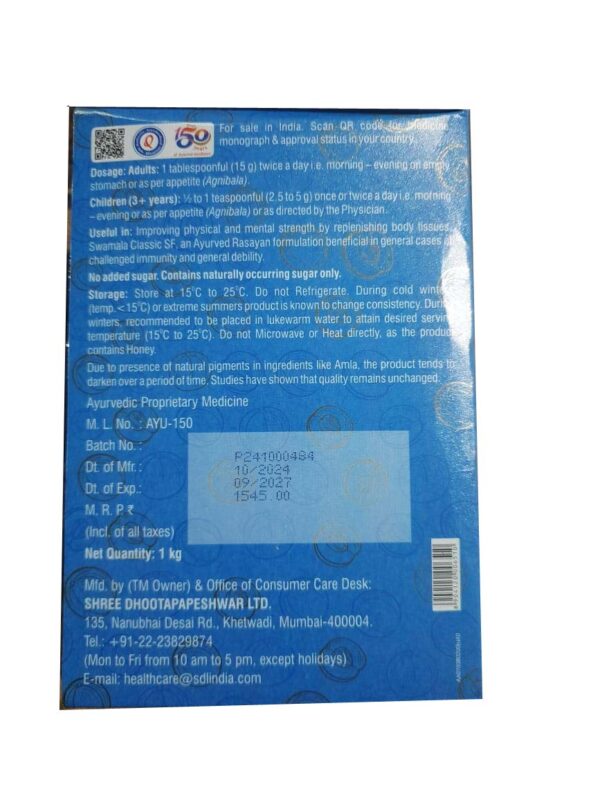 150
Years
For sale in India. Scan QR code for Medicine
monograph & approval status in your country.
Dosage: Adults: 1 tablespoonful (15 g) twice a day i.e. morning – evening on empty
stomach or as per appetite (Agnibala).
Children (3+ years): ½ to 1 teaspoonful (2.5 to 5 g) once or twice a day i.e. morning
– evening or as per appetite (Agnibala) or as directed by the Physician.
Useful in: Improving physical and mental strength by replenishing body tissues.
Swamala Classic SF, an Ayurved Rasayan formulation beneficial in general cases of
challenged immunity and general debility.
No added sugar. Contains naturally occurring sugar only.
Storage: Store at 15°C to 25°C. Do not Refrigerate. During cold winters
(temp.<15°C) or extreme summers product is known to change consistency. During
winters, recommended to be placed in lukewarm water to attain desired serving
temperature (15°C to 25°C). Do not Microwave or Heat directly, as the product
contains Honey.
Due to presence of natural pigments in ingredients like Amla, the product tends to
darken over a period of time. Studies have shown that quality remains unchanged.
Ayurvedic Proprietary Medicine
M. L. No. : AYU-150
Batch No.: P241000484
Dt. of Mfr.: 10/2024
Dt. of Exp.: 09/2027
M. R. P. ₹ 1545.00
(Incl. of all taxes)
Net Quantity: 1 kg
Mfd. by (TM Owner) & Office of Consumer Care Desk:
SHREE DHOOTAPAPESHWAR LTD.
135, Nanubhai Desai Rd., Khetwadi, Mumbai-400004.
Tel.: +91-22-23829874
(Mon to Fri from 10 am to 5 pm, except holidays)
E-mail: healthcare@sdlindia.com